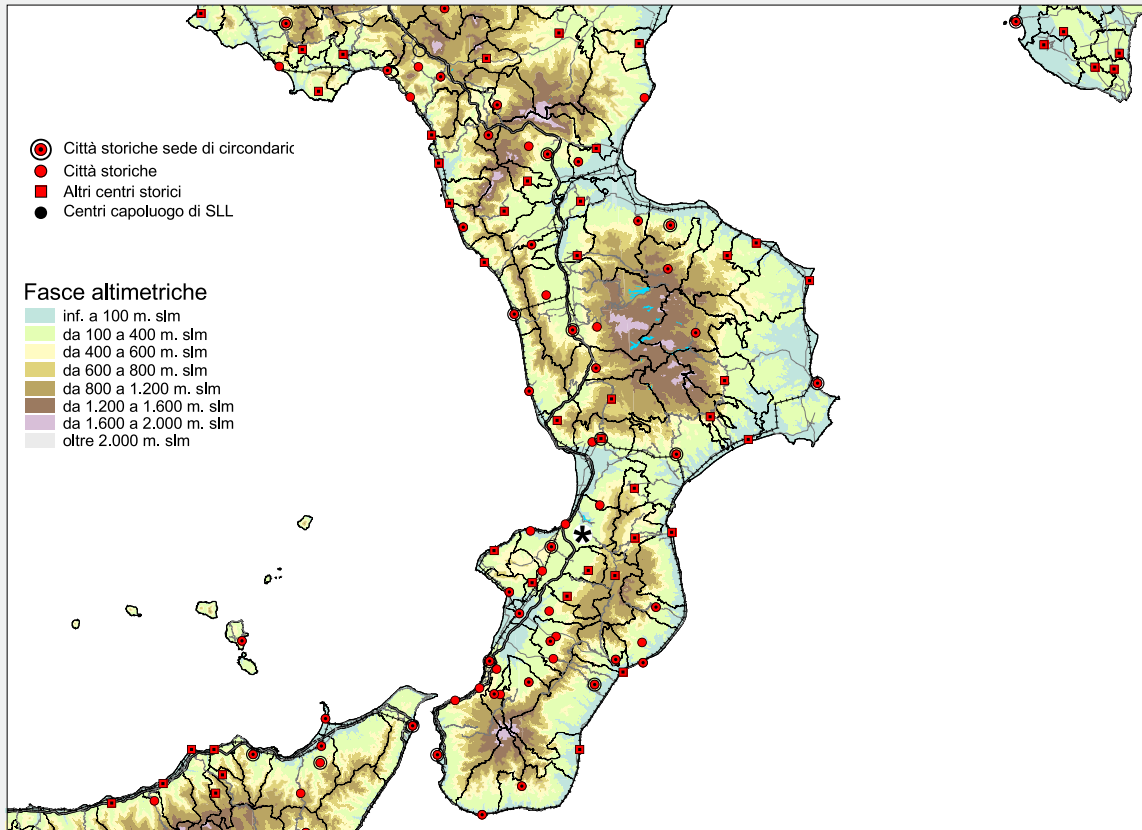 Città storiche sede di circondaric
Città storiche
Altri centri storici
Centri capoluogo di SLL
Fasce altimetriche
inf. a 100 m. slm
da 100 a 400 m. slm
da 400 a 600 m. slm
da 600 a 800 m. slm
da 800 a 1.200 m. slm
da 1.200 a 1.600 m. slm
da 1.600 a 2.000 m. slm
oltre 2.000 m. slm
*